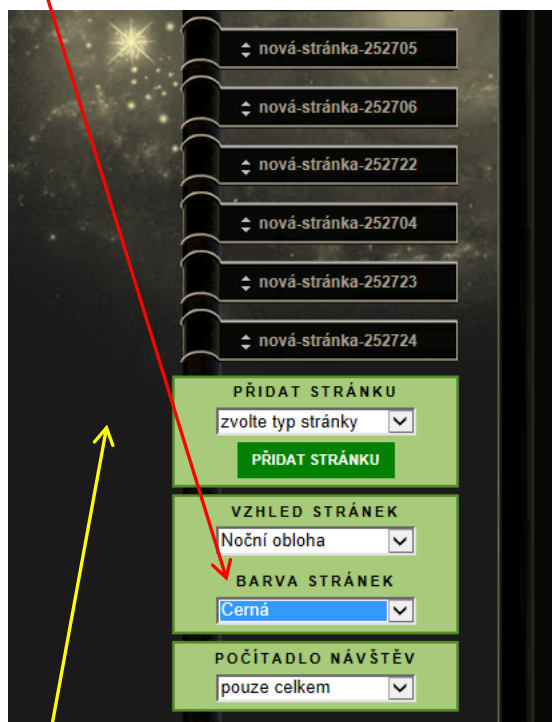 nová-stránka-252705
nová-stránka-252706
nová-stránka-252722
nová-stránka-252704
nová-stránka-252723
nová-stránka-252724
PŘIDAT STRÁNKU
zvolte typ stránky
PŘIDAT STRÁNKU
VZHLED STRÁNEK
Noční obloha
BARVA STRÁNEK
Černá
POČÍTADLO NÁVŠTĚV
pouze celkem